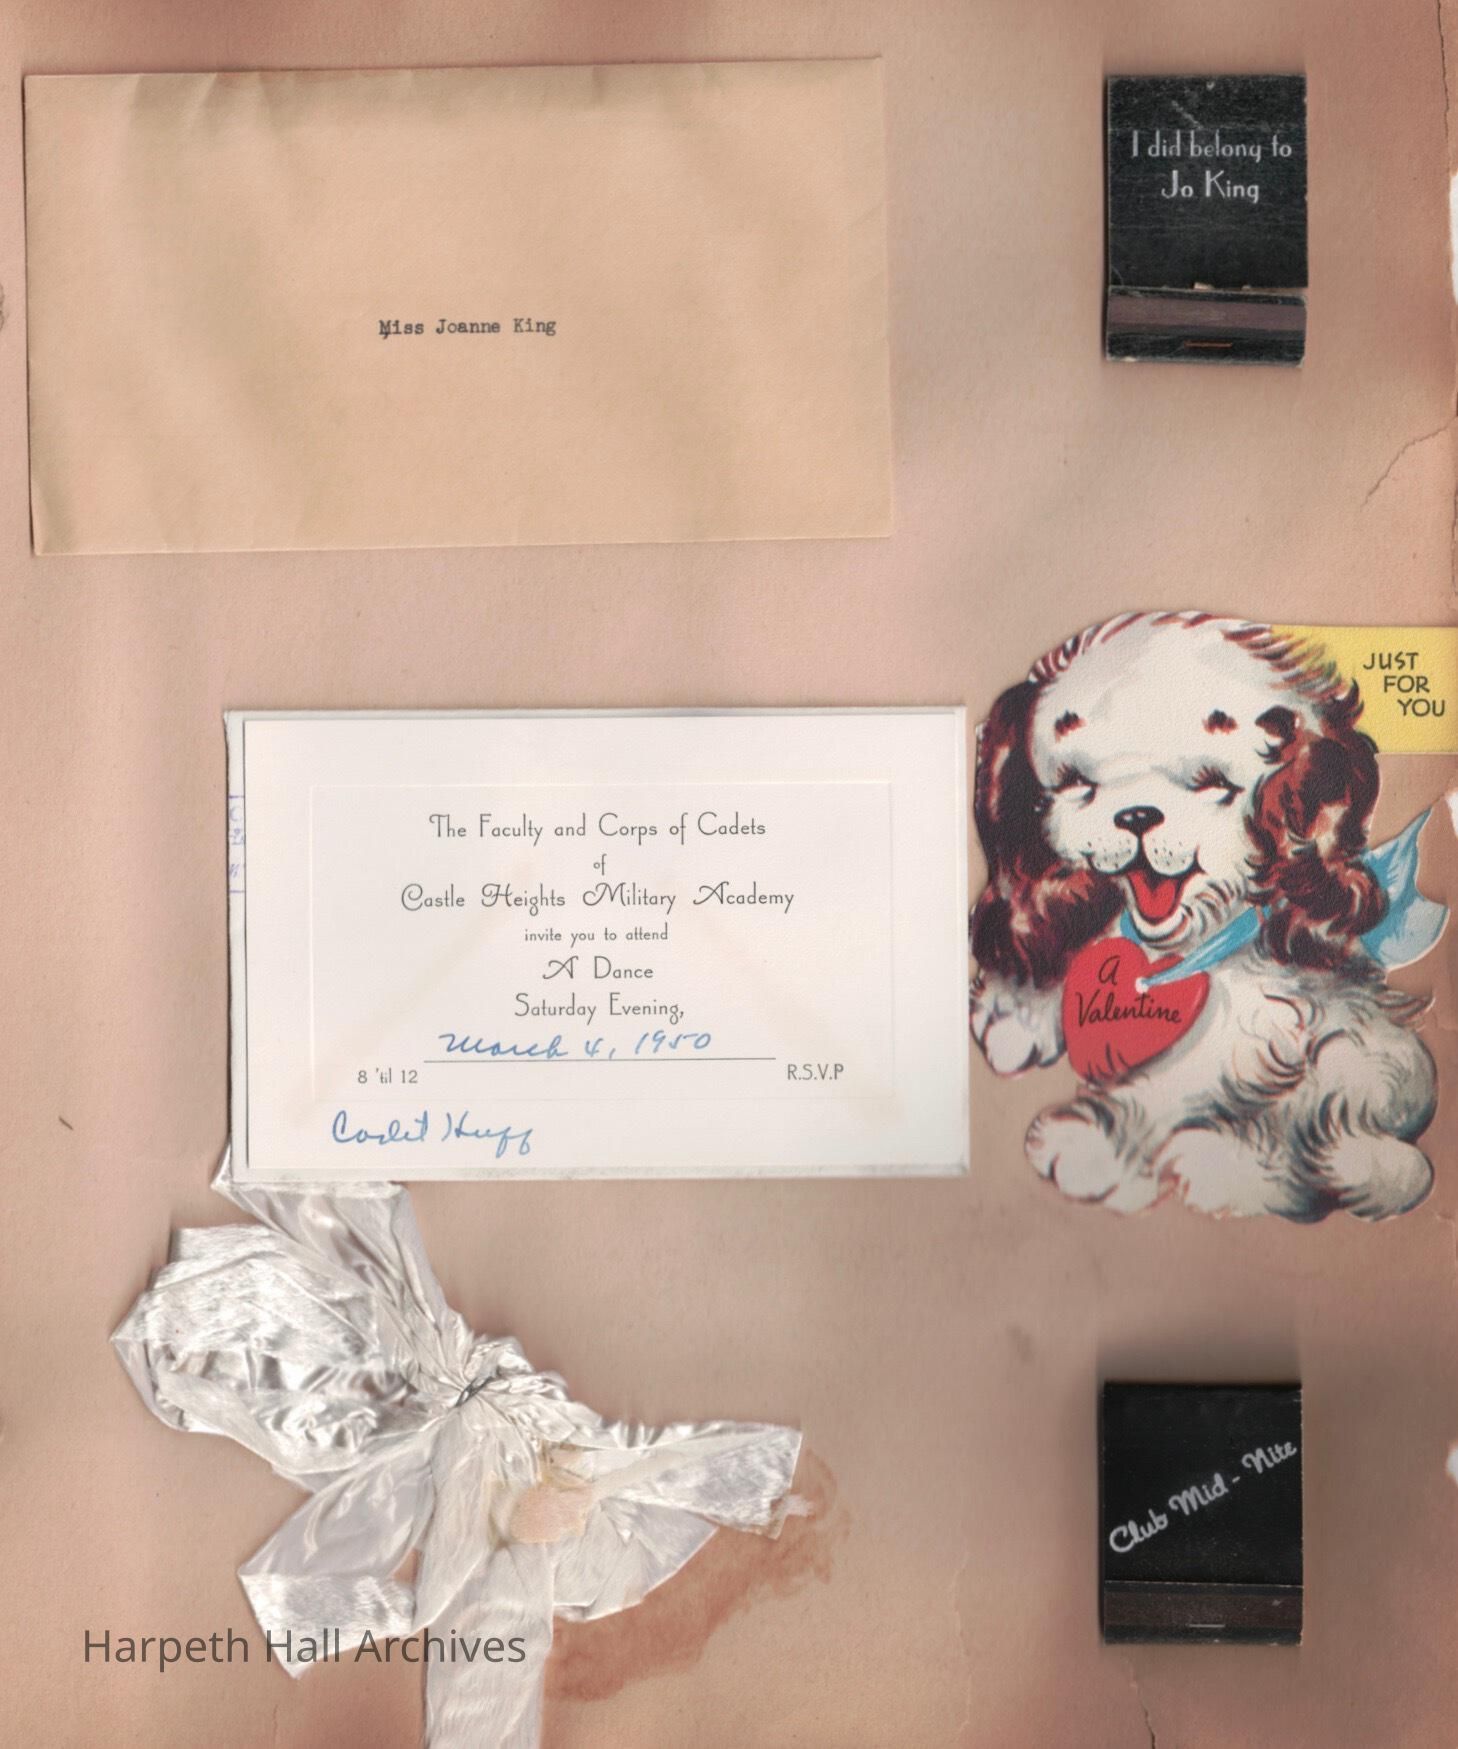 Miss Joanne King
I did belong to
Jo King
JUST
FOR
YOU
The Faculty and Corps of Cadets
of
Castle Heights Military Academy
invite you to attend
A Dance
Saturday Evening,
March 4, 1950
8 'til 12
R.S.V.P
Cadet Huff
A
Valentine
Club Mid - Nite
Harpeth Hall Archives